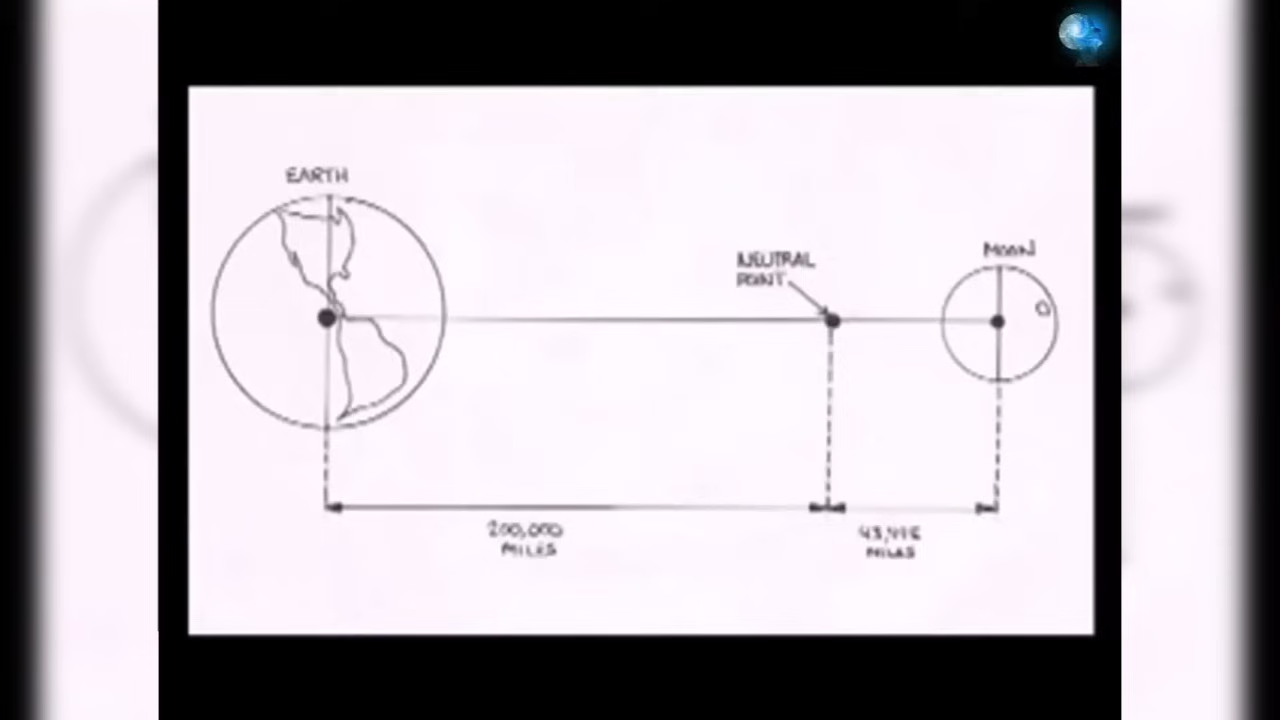 EARTH
MOON
NEUTRAL
POINT
200,000
MILES
MILES